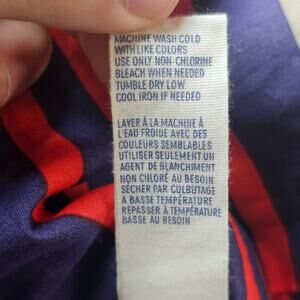 MACHINE WASH COLD
WITH LIKE COLORS
USE ONLY NON-CHLORINE
BLEACH WHEN NEEDED
TUMBLE DRY LOW
COOL IRON IF NEEDED
LAVER À LA MACHINE À
L'EAU FROIDE AVEC DES
COULEURS SEMBLABLES
UTILISER SEULEMENT UN
AGENT DE BLANCHIMENT
NON CHLORÉ AU BESOIN
SÉCHER PAR CULBUTAGE
A BASSE TEMPÉRATURE
REPASSER À TEMPÉRATURE
BASSE AU BESOIN